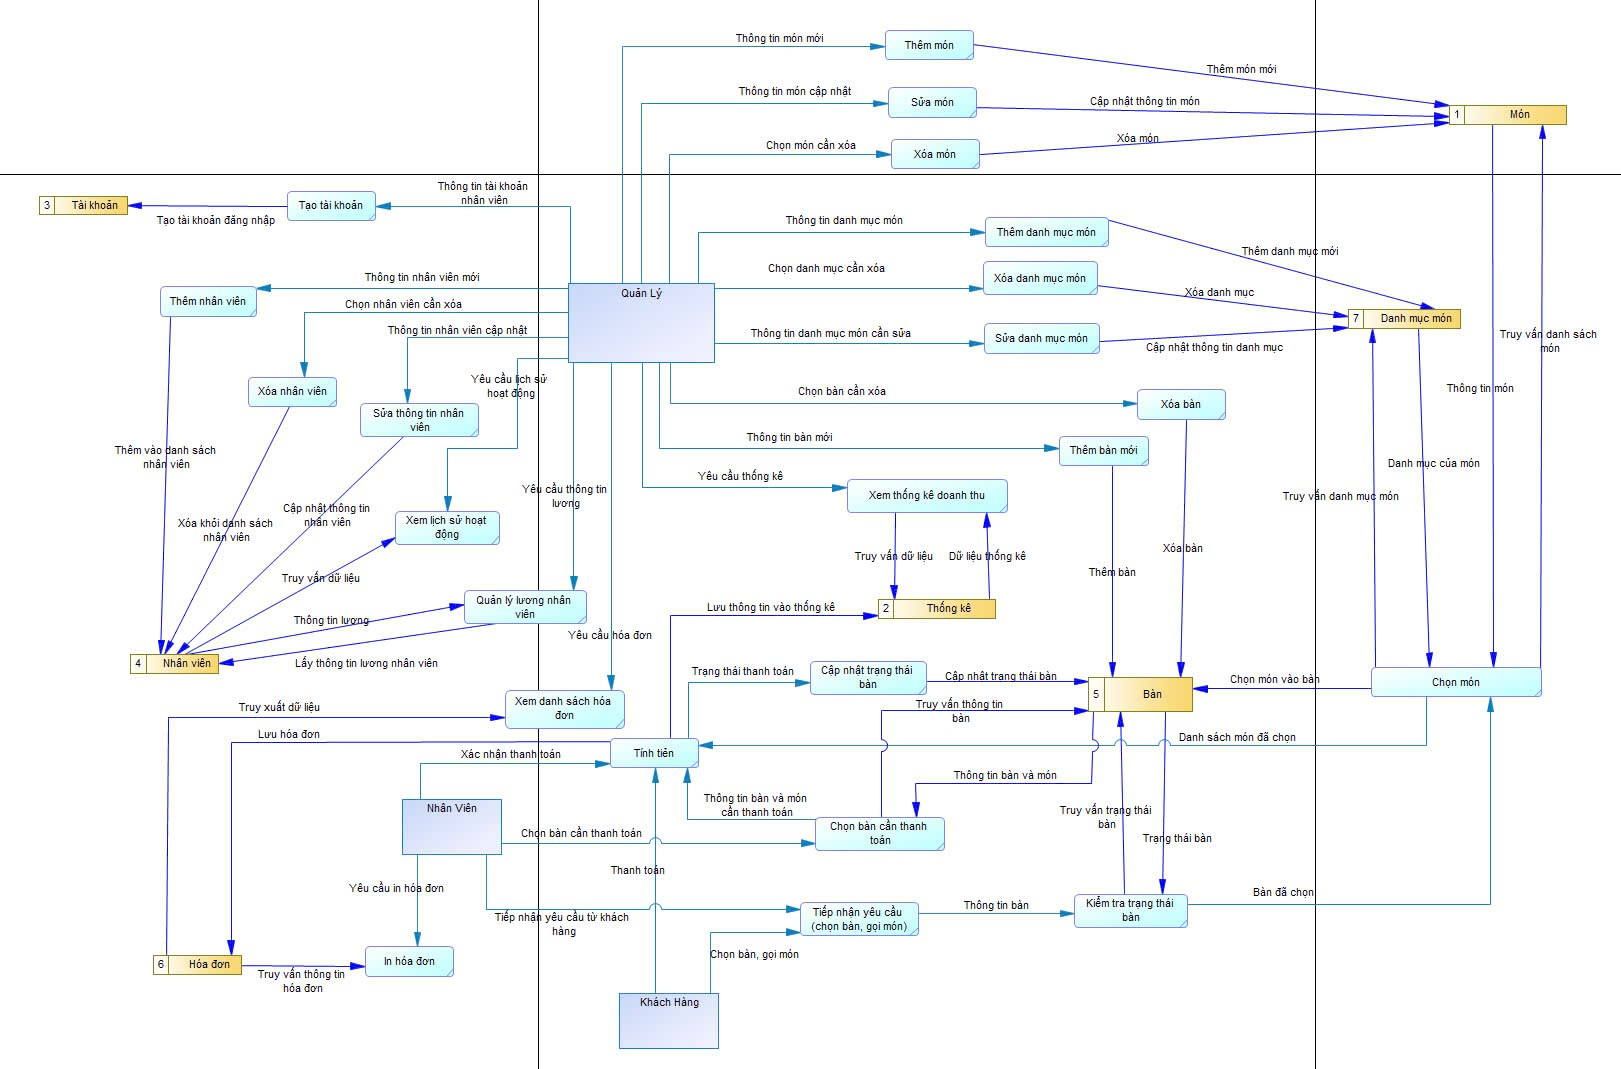 Thông tin món mới
Thêm món
Thêm món mới
Thông tin món cập nhật
Sửa món
Cập nhật thông tin món
1
Món
Chọn món cần xóa
Xóa món
Xóa món
3
Tài khoản
Tạo tài khoản đăng nhập
Tạo tài khoản
Thông tin tài khoản
nhân viên
Thông tin danh mục món
Thêm danh mục món
Thêm danh mục mới
Chọn danh mục cần xóa
Xóa danh mục món
Xóa danh mục
Thông tin nhân viên mới
Thêm nhân viên
Chọn nhân viên cần xóa
Quản Lý
7
Danh mục món
Thông tin nhân viên cập nhật
Thông tin danh mục món cần sửa
Sửa danh mục món
Cập nhật thông tin danh mục
Truy vấn danh sách
món
Xóa nhân viên
Yêu cầu lịch sử
hoạt động
Chọn bàn cần xóa
Xóa bàn
Thông tin món
Sửa thông tin nhân
viên
Thông tin bàn mới
Thêm bàn mới
Thêm vào danh sách
nhân viên
Danh mục của món
Yêu cầu thống kê
Xem thống kê doanh thu
Truy vấn danh mục món
Yêu cầu thông tin
lương
Cập nhật thông tin
nhân viên
Xóa khỏi danh sách
nhân viên
Xem lịch sử hoạt
động
Truy vấn dữ liệu
Dữ liệu thống kê
Xóa bàn
Thêm bàn
Truy vấn dữ liệu
Quản lý lương nhân
viên
Lưu thông tin vào thống kê
2
Thống kê
Thông tin lương
Yêu cầu hóa đơn
4
Nhân viên
Lấy thông tin lương nhân viên
Trạng thái thanh toán
Cập nhật trạng thái
bàn
Cập nhật trạng thái bàn
5
Bàn
Chọn món vào bàn
Chọn món
Xem danh sách hóa
đơn
Truy xuất dữ liệu
Truy vấn thông tin
bàn
Lưu hóa đơn
Danh sách món đã chọn
Xác nhận thanh toán
Tính tiền
Thông tin bàn và món
Nhân Viên
Thông tin bàn và món
cần thanh toán
Truy vấn trạng thái
bàn
Chọn bàn cần thanh toán
Chọn bàn cần thanh
toán
Trạng thái bàn
Thanh toán
Yêu cầu in hóa đơn
Bàn đã chọn
Tiếp nhận yêu cầu từ khách
hàng
Tiếp nhận yêu cầu
(chọn bàn, gọi món)
Thông tin bàn
Kiểm tra trạng thái
bàn
Chọn bàn, gọi món
6
Hóa đơn
Truy vấn thông tin
hóa đơn
In hóa đơn
Khách Hàng